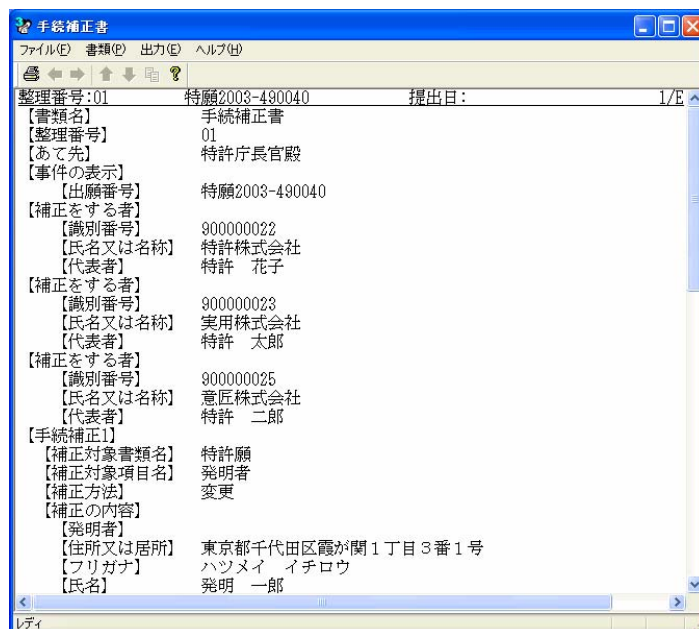 手続補正書
ファイル(F) 書類(P) 出力(E) ヘルプ(H)
整理番号:01 特願2003-490040 提出日: 1/E
【書類名】 手続補正書
【整理番号】 01
【あて先】 特許庁長官殿
【事件の表示】
【出願番号】 特願2003-490040
【補正をする者】
【識別番号】 900000022
【氏名又は名称】 特許株式会社
【代表者】 特許 花子
【補正をする者】
【識別番号】 900000023
【氏名又は名称】 実用株式会社
【代表者】 特許 太郎
【補正をする者】
【識別番号】 900000025
【氏名又は名称】 意匠株式会社
【代表者】 特許 二郎
【手続補正1】
【補正対象書類名】 特許願
【補正対象項目名】 発明者
【補正方法】 変更
【補正の内容】
【発明者】
【住所又は居所】 東京都千代田区霞が関1丁目3番1号
【フリガナ】 ハツメイ イチロウ
【氏名】 発明 一郎
レディ